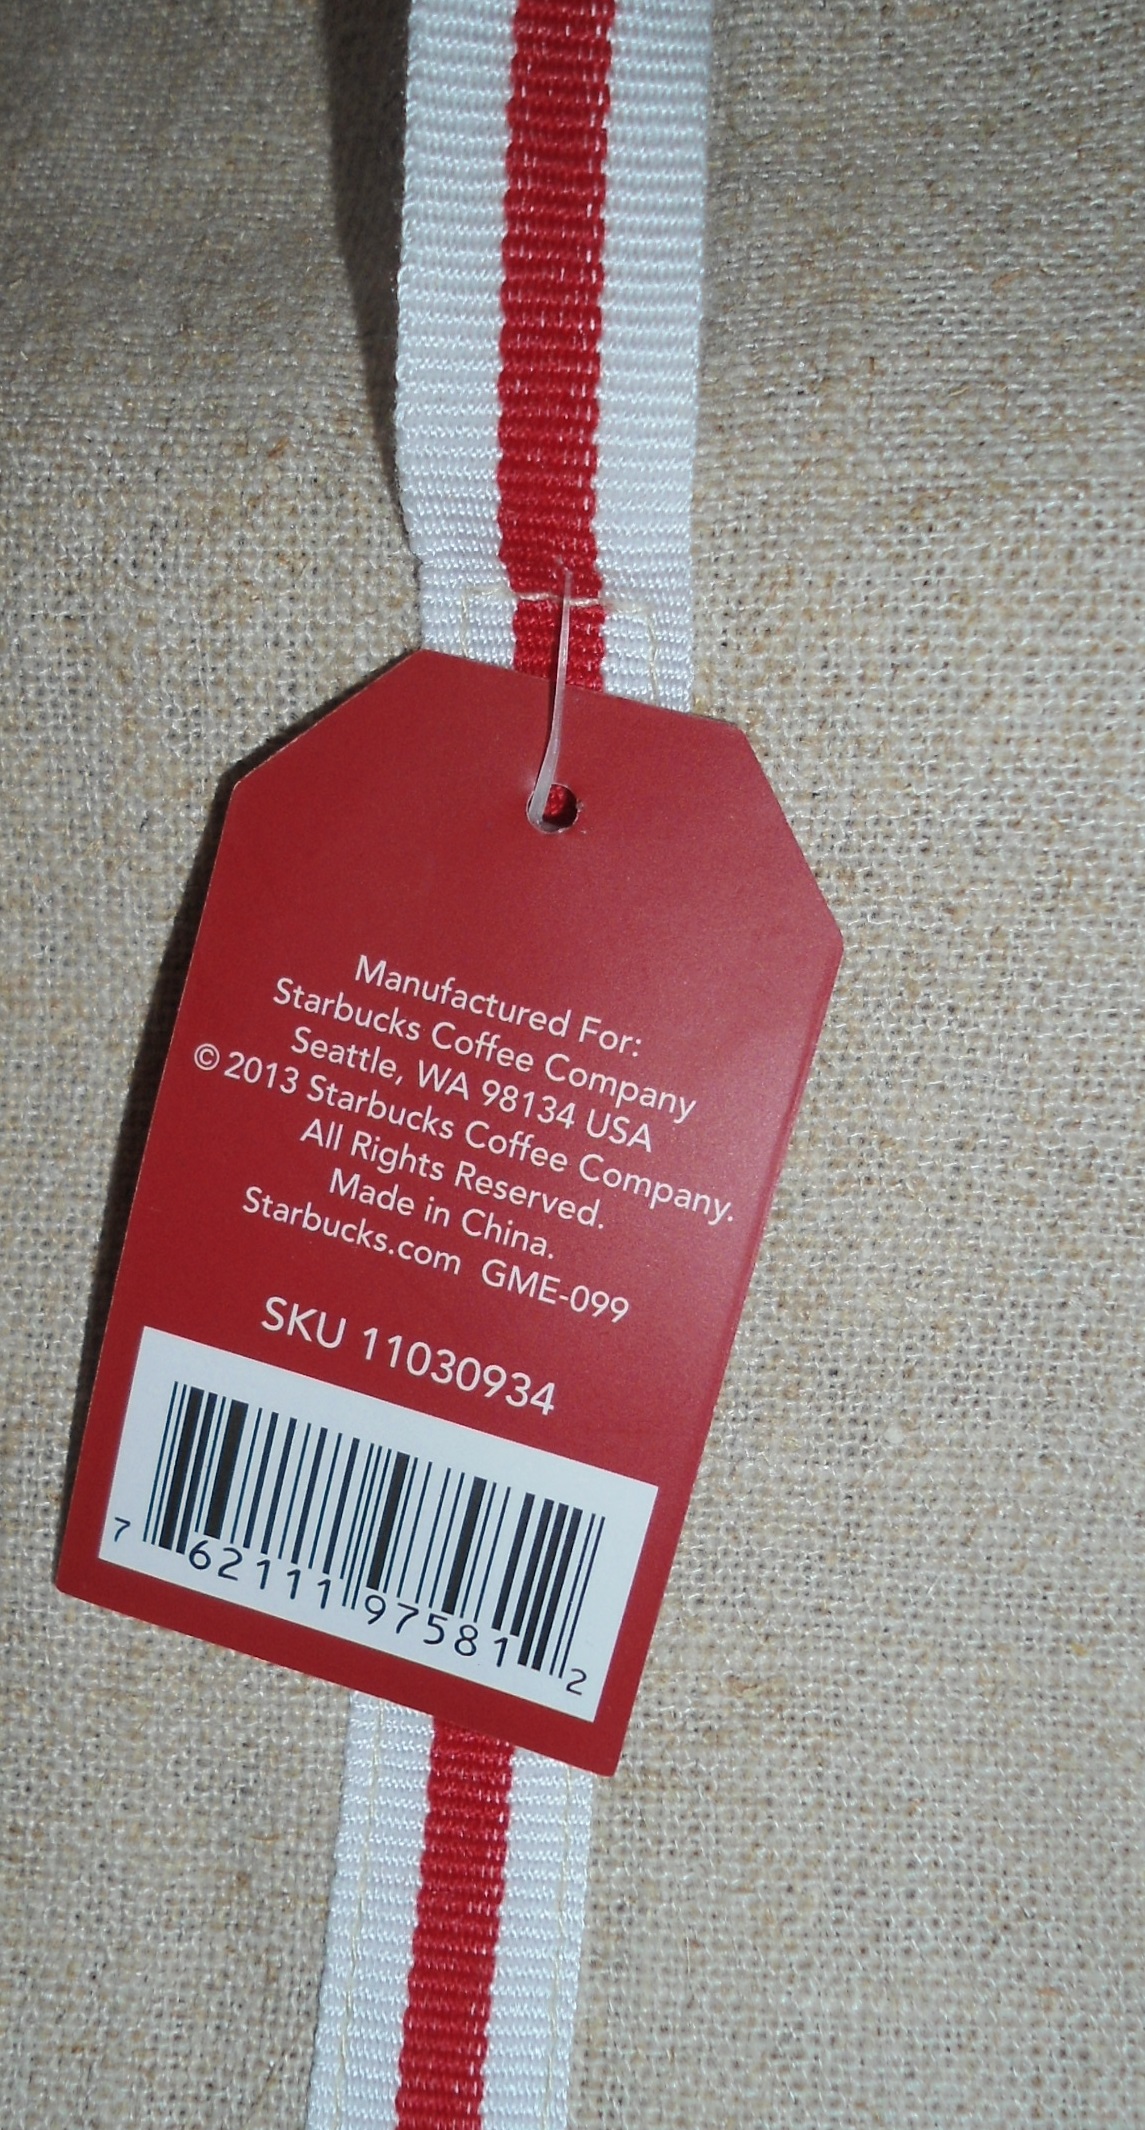 Manufactured For:
Starbucks Coffee Company
Seattle, WA 98134 USA
© 2013 Starbucks Coffee Company.
All Rights Reserved.
Made in China.
Starbucks.com GME-099
SKU 11030934
7 62111 97581 2